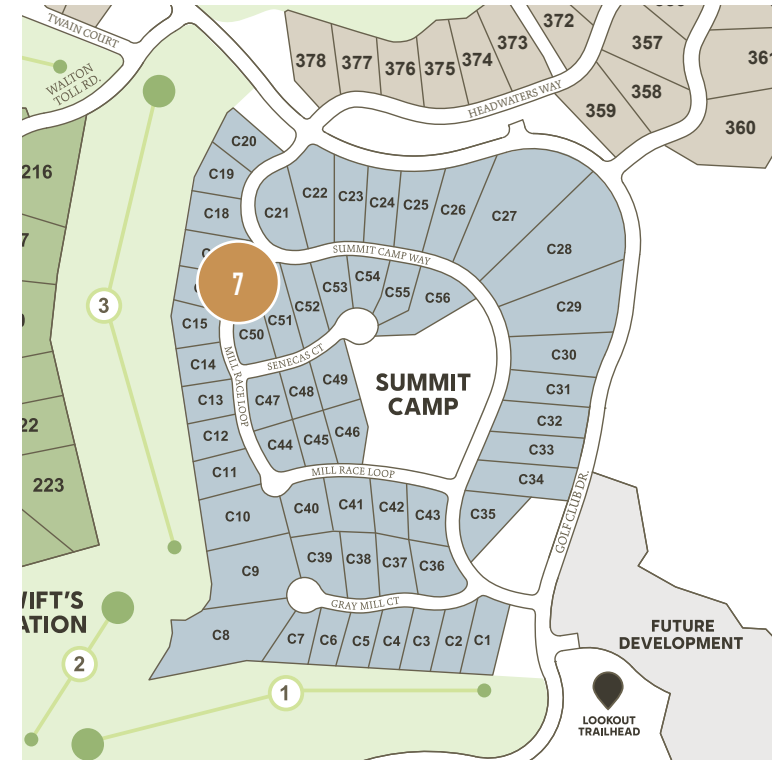 TWAIN COURT
WALTON
TOLL RD.
372
373
374
375
376
377
378
357
358
359
360
HEADWATERS WAY
216
C20
C19
C18
C21
C22
C23
C24
C25
C26
C27
C28
C29
C30
C31
C32
C33
C34
C35
SUMMIT CAMP WAY
7
C15
C14
C13
C12
C11
C10
C9
C8
C50
C51
C52
C53
C54
C55
C56
SENECAS CT
MILL RACE LOOP
C47
C48
C49
C44
C45
C46
SUMMIT
CAMP
MILL RACE LOOP
C40
C41
C42
C43
C39
C38
C37
C36
GRAY MILL CT
C7
C6
C5
C4
C3
C2
C1
GOLF CLUB DR.
3
223
2
1
FUTURE
DEVELOPMENT
LOOKOUT
TRAILHEAD